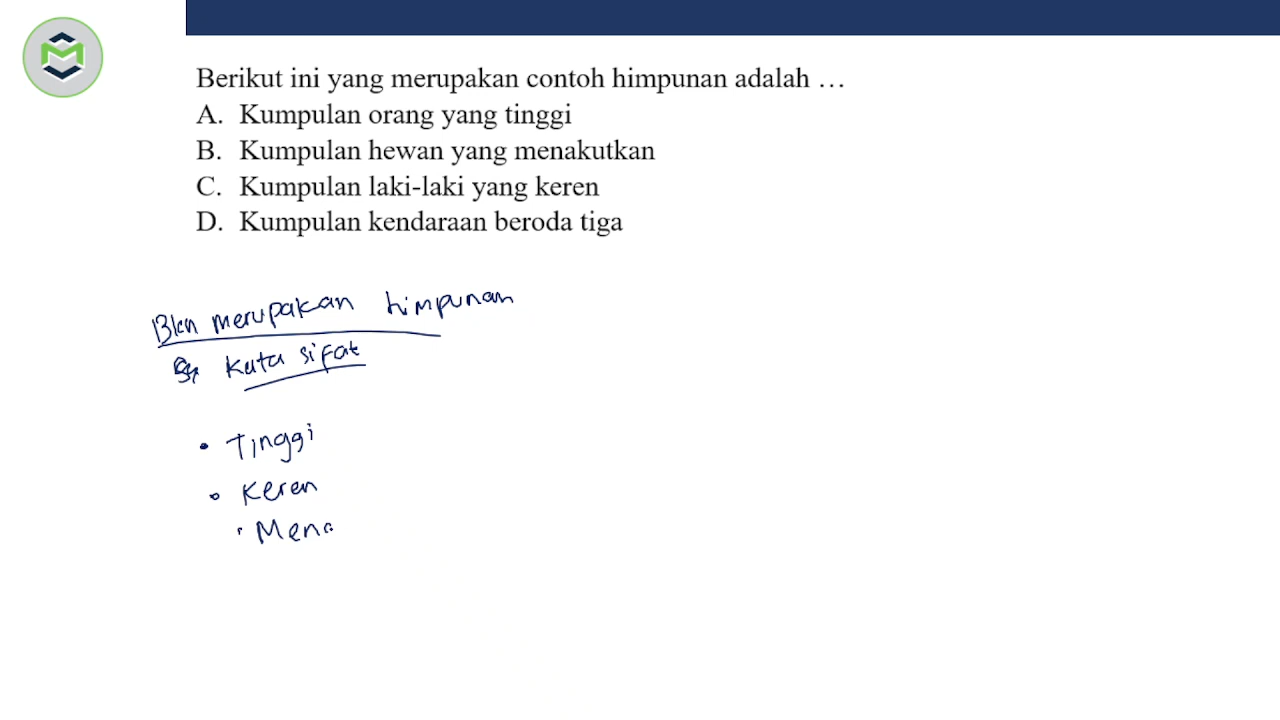 Berikut ini yang merupakan contoh himpunan adalah …
A. Kumpulan orang yang tinggi
B. Kumpulan hewan yang menakutkan
C. Kumpulan laki-laki yang keren
D. Kumpulan kendaraan beroda tiga
Bkn merupakan himpunan
Kata sifat
• Tinggi
• Keren
• Mena